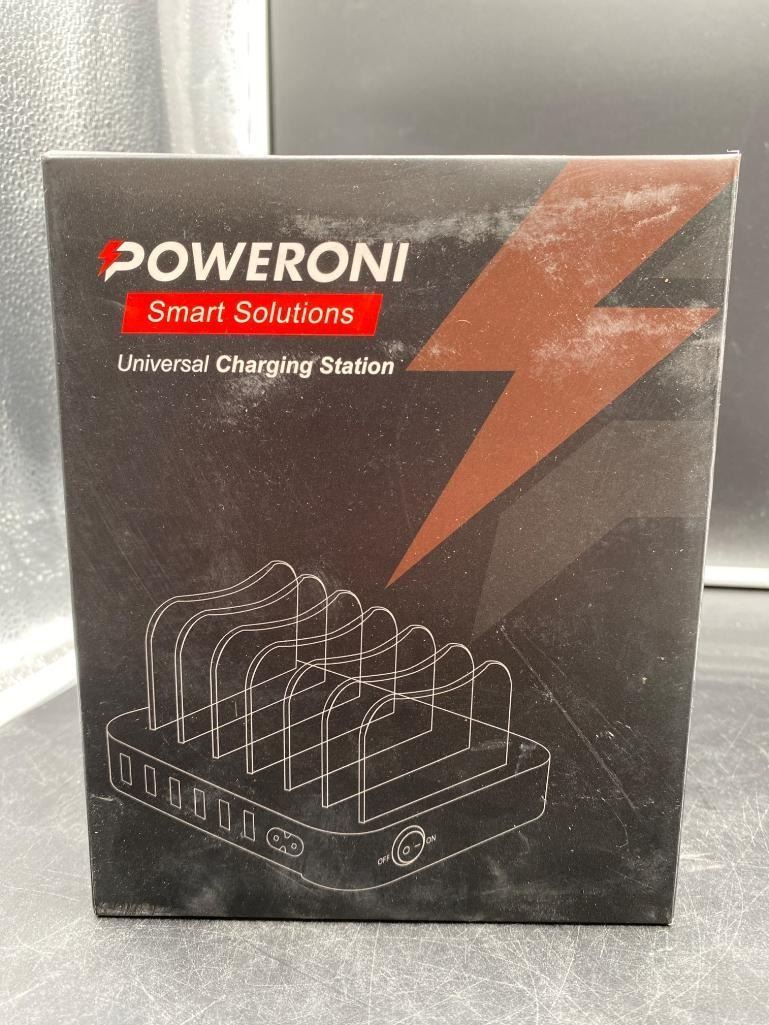 POWERONI
Smart Solutions
Universal Charging Station
OFF ON